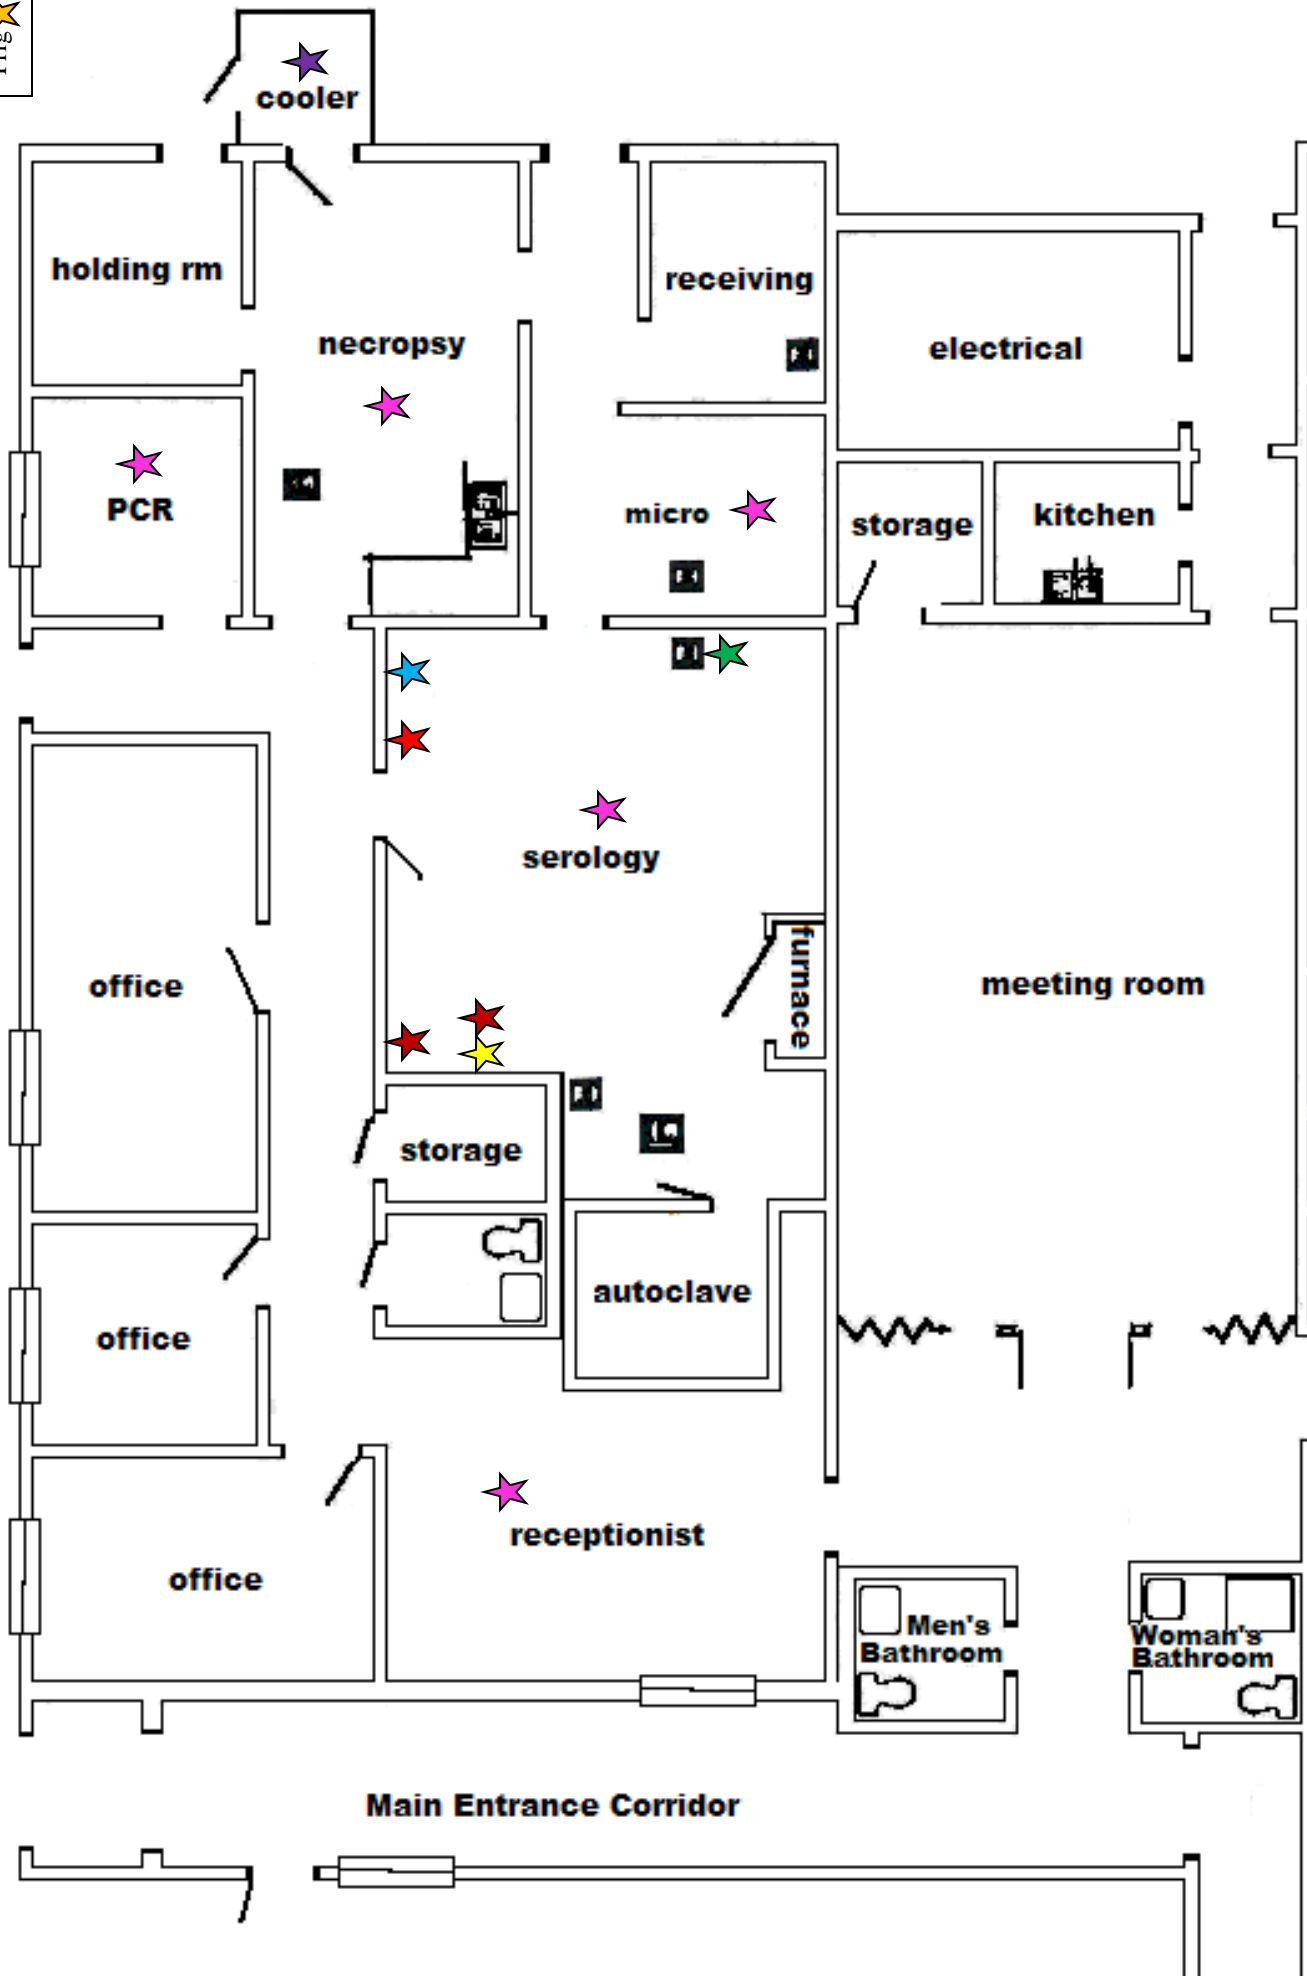 cooler
holding rm
receiving
necropsy
electrical
PCR
micro
storage
kitchen
serology
furnace
office
meeting room
storage
autoclave
office
receptionist
office
Men's
Bathroom
Woman's
Bathroom
Main Entrance Corridor